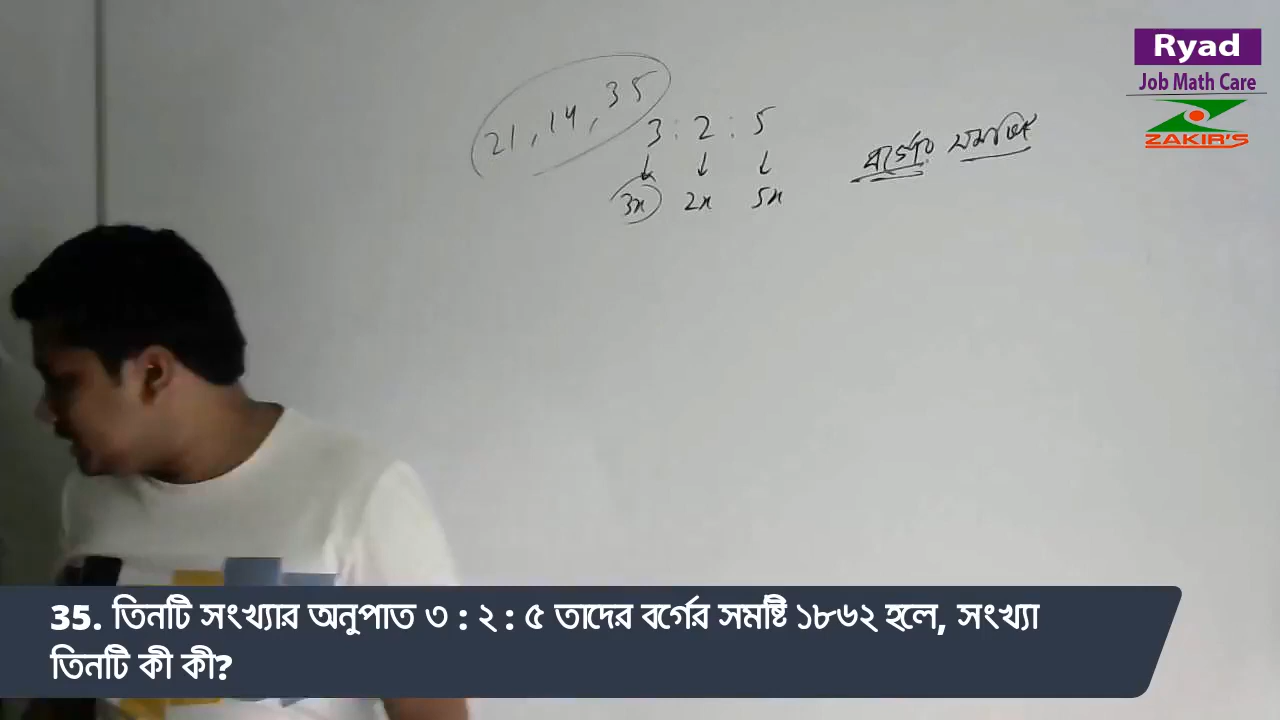 Ryad
Job Math Care
ZAKIR'S
21, 14, 35
3 : 2 : 5
বর্গের সমষ্টি
3x 2x 5x
35. তিনটি সংখ্যার অনুপাত ৩ : ২ : ৫ তাদের বর্গের সমষ্টি ১৮৬২ হলে, সংখ্যা
তিনটি কী কী?